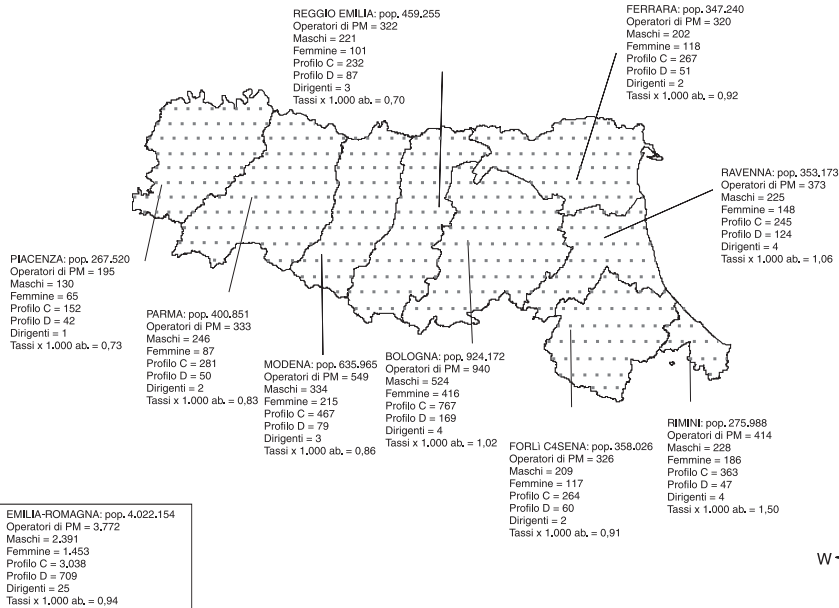 REGGIO EMILIA: pop. 459.255
Operatori di PM = 322
Maschi = 221
Femmine = 101
Profilo C = 232
Profilo D = 87
Dirigenti = 3
Tassi x 1.000 ab. = 0,70
FERRARA: pop. 347.240
Operatori di PM = 320
Maschi = 202
Femmine = 118
Profilo C = 267
Profilo D = 51
Dirigenti = 2
Tassi x 1.000 ab. = 0,92
RAVENNA: pop. 353.173
Operatori di PM = 373
Maschi = 225
Femmine = 148
Profilo C = 245
Profilo D = 124
Dirigenti = 4
Tassi x 1.000 ab. = 1,06
PIACENZA: pop. 267.520
Operatori di PM = 195
Maschi = 130
Femmine = 65
Profilo C = 152
Profilo D = 42
Dirigenti = 1
Tassi x 1.000 ab. = 0,73
PARMA: pop. 400.851
Operatori di PM = 333
Maschi = 246
Femmine = 87
Profilo C = 281
Profilo D = 50
Dirigenti = 2
Tassi x 1.000 ab. = 0,83
MODENA: pop. 635.965
Operatori di PM = 549
Maschi = 334
Femmine = 215
Profilo C = 467
Profilo D = 79
Dirigenti = 3
Tassi x 1.000 ab. = 0,86
BOLOGNA: pop. 924.172
Operatori di PM = 940
Maschi = 524
Femmine = 416
Profilo C = 767
Profilo D = 169
Dirigenti = 4
Tassi x 1.000 ab. = 1,02
FORLì C4SENA: pop. 358.026
Operatori di PM = 326
Maschi = 209
Femmine = 117
Profilo C = 264
Profilo D = 60
Dirigenti = 2
Tassi x 1.000 ab. = 0,91
RIMINI: pop. 275.988
Operatori di PM = 414
Maschi = 228
Femmine = 186
Profilo C = 363
Profilo D = 47
Dirigenti = 4
Tassi x 1.000 ab. = 1,50
EMILIA-ROMAGNA: pop. 4.022.154
Operatori di PM = 3.772
Maschi = 2.391
Femmine = 1.453
Profilo C = 3.038
Profilo D = 709
Dirigenti = 25
Tassi x 1.000 ab. = 0,94
W